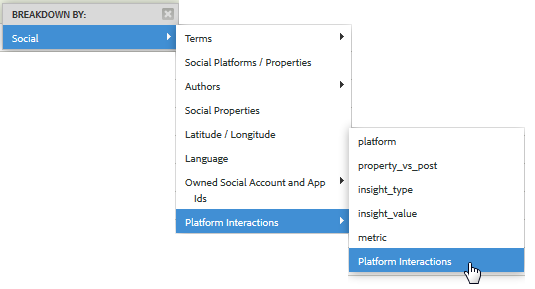 BREAKDOWN BY:
Social
Terms
Social Platforms / Properties
Authors
Social Properties
Latitude / Longitude
Language
Owned Social Account and App
Ids
Platform Interactions
platform
property_vs_post
insight_type
insight_value
metric
Platform Interactions